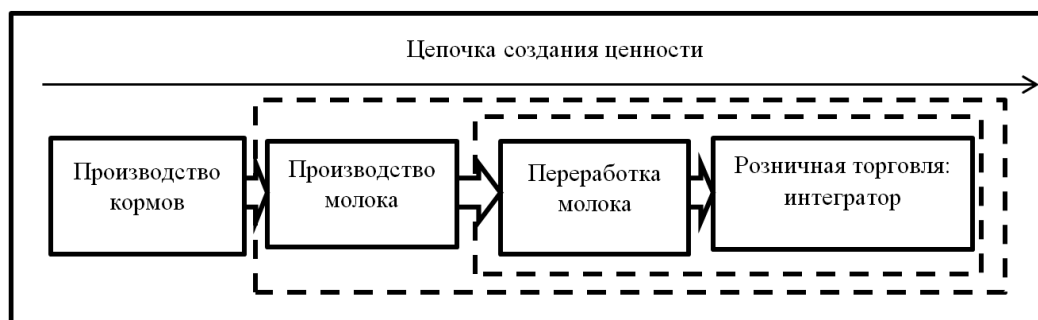 Цепочка создания ценности
Производство
кормов
Производство
молока
Переработка
молока
Розничная торговля:
интегратор